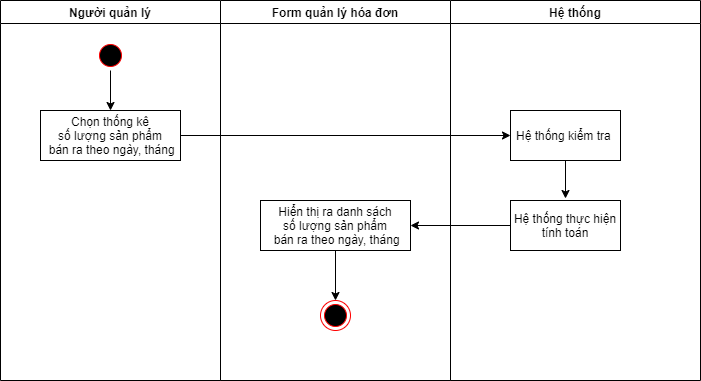 Người quản lý
Form quản lý hóa đơn
Hệ thống
Chọn thống kê
số lượng sản phẩm
bán ra theo ngày, tháng
Hệ thống kiểm tra
Hiển thị ra danh sách
số lượng sản phẩm
bán ra theo ngày, tháng
Hệ thống thực hiện
tính toán